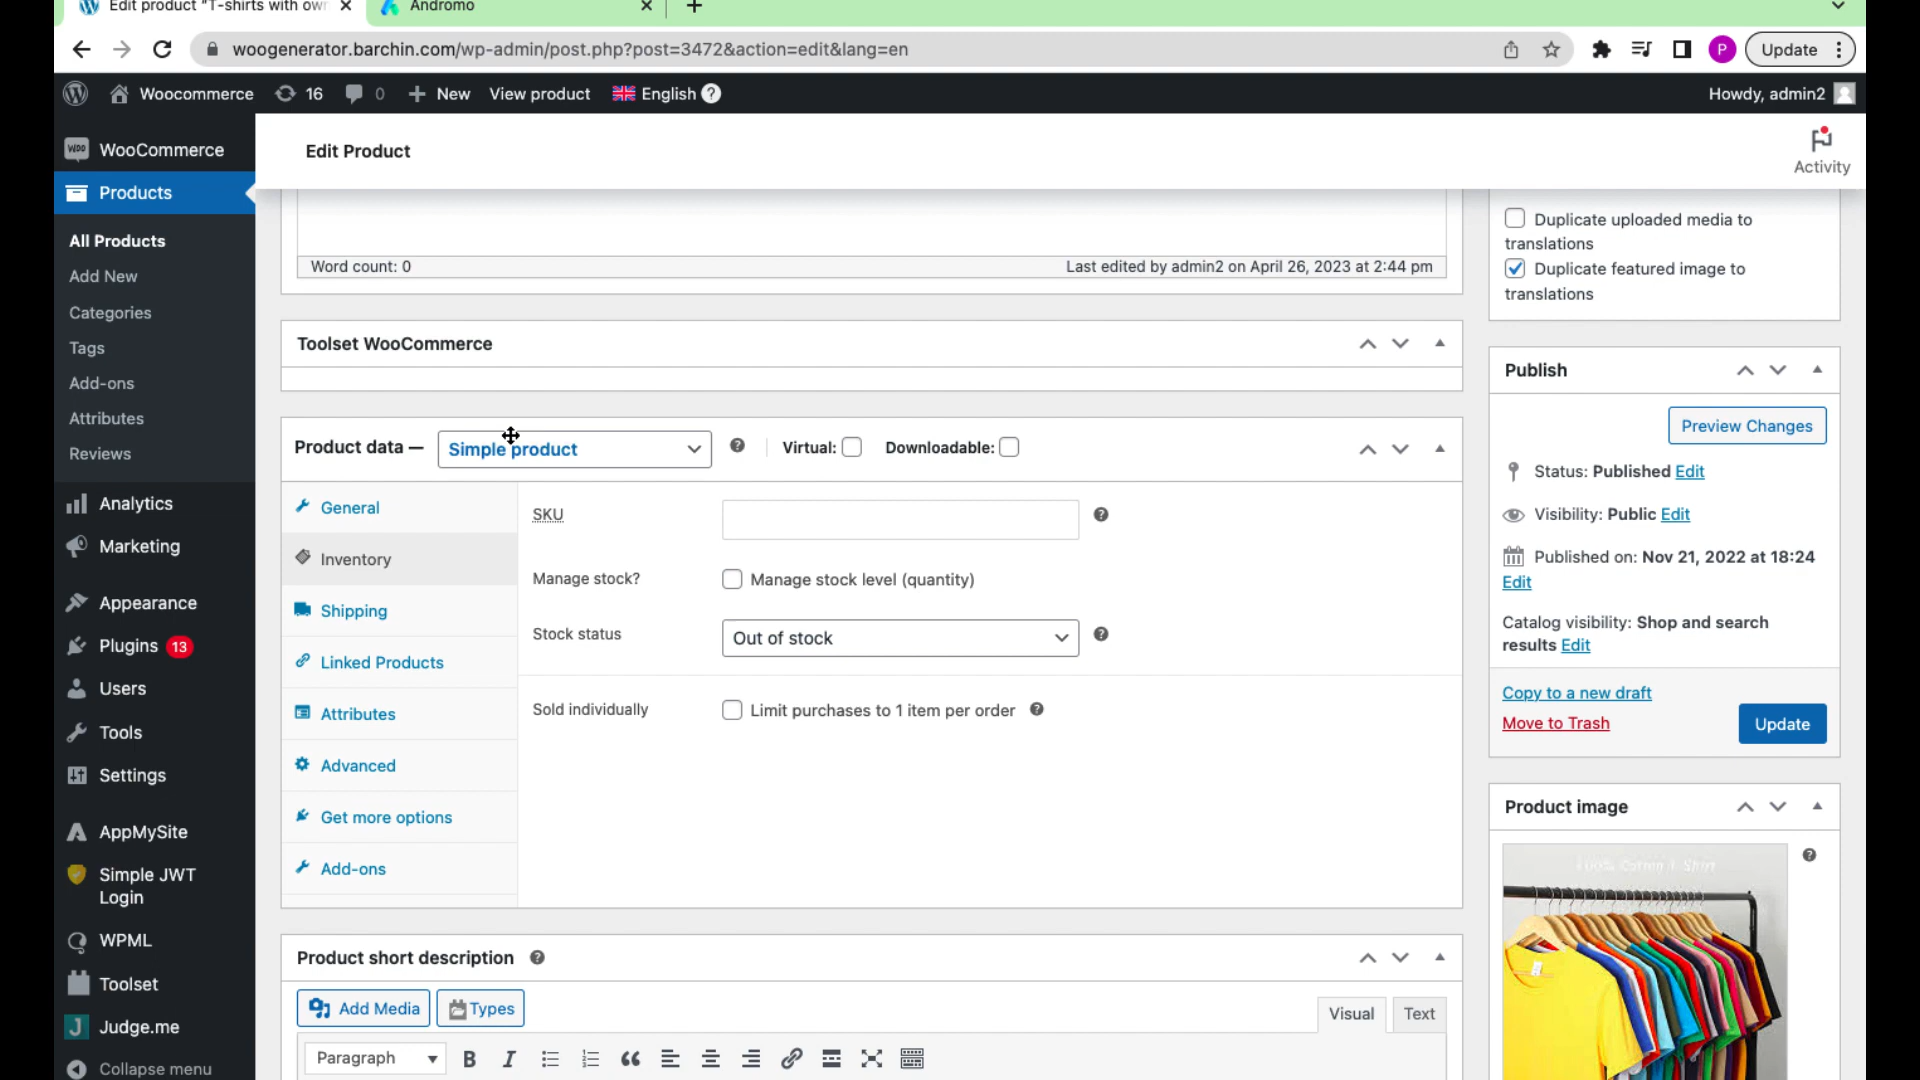 Edit product "T-shirts with own
Andromo
woogenerator.barchin.com/wp-admin/post.php?post=3472&action=edit&lang=en
P
Update
Woocommerce
16
0
New
View product
English
Howdy, admin2
WooCommerce
Products
All Products
Add New
Categories
Tags
Add-ons
Attributes
Reviews
Analytics
Marketing
Appearance
Plugins 13
Users
Tools
Settings
AppMySite
Simple JWT
Login
WPML
Toolset
Judge.me
Collapse menu
Edit Product
Activity
Word count: 0
Last edited by admin2 on April 26, 2023 at 2:44 pm
Toolset WooCommerce
Product data — Simple product
Virtual:
Downloadable:
General
Inventory
Shipping
Linked Products
Attributes
Advanced
Get more options
Add-ons
SKU
Manage stock? Manage stock level (quantity)
Stock status Out of stock
Sold individually Limit purchases to 1 item per order
Product short description
Add Media
Types
Visual
Text
Paragraph
Duplicate uploaded media to
translations
Duplicate featured image to
translations
Publish
Preview Changes
Status: Published Edit
Visibility: Public Edit
Published on: Nov 21, 2022 at 18:24
Edit
Catalog visibility: Shop and search
results Edit
Copy to a new draft
Move to Trash
Update
Product image
100% Cotton T-Shirt